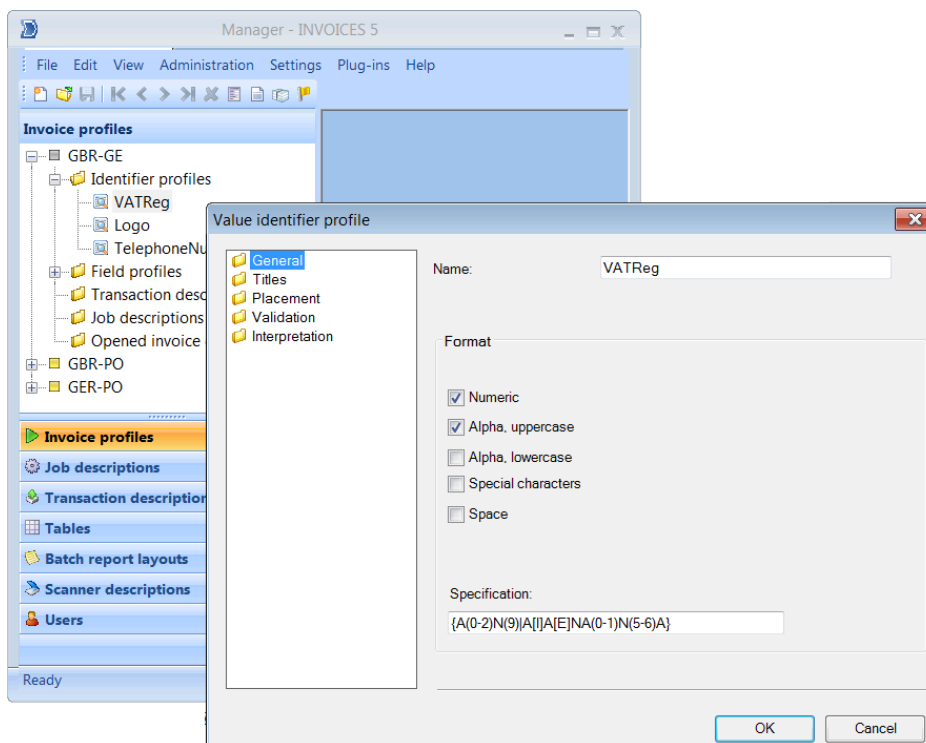 Manager - INVOICES 5
File Edit View Administration Settings Plug-ins Help
Invoice profiles
GBR-GE
Identifier profiles
VATReg
Logo
TelephoneNu
Field profiles
Transaction desc
Job descriptions
Opened invoice
GBR-PO
GER-PO
Invoice profiles
Job descriptions
Transaction description
Tables
Batch report layouts
Scanner descriptions
Users
Ready
Value identifier profile
General
Titles
Placement
Validation
Interpretation
Name: VATReg
Format
Numeric
Alpha, uppercase
Alpha, lowercase
Special characters
Space
Specification:
{A(0-2)N(9)|A[I]A[E]NA(0-1)N(5-6)A}
OK Cancel